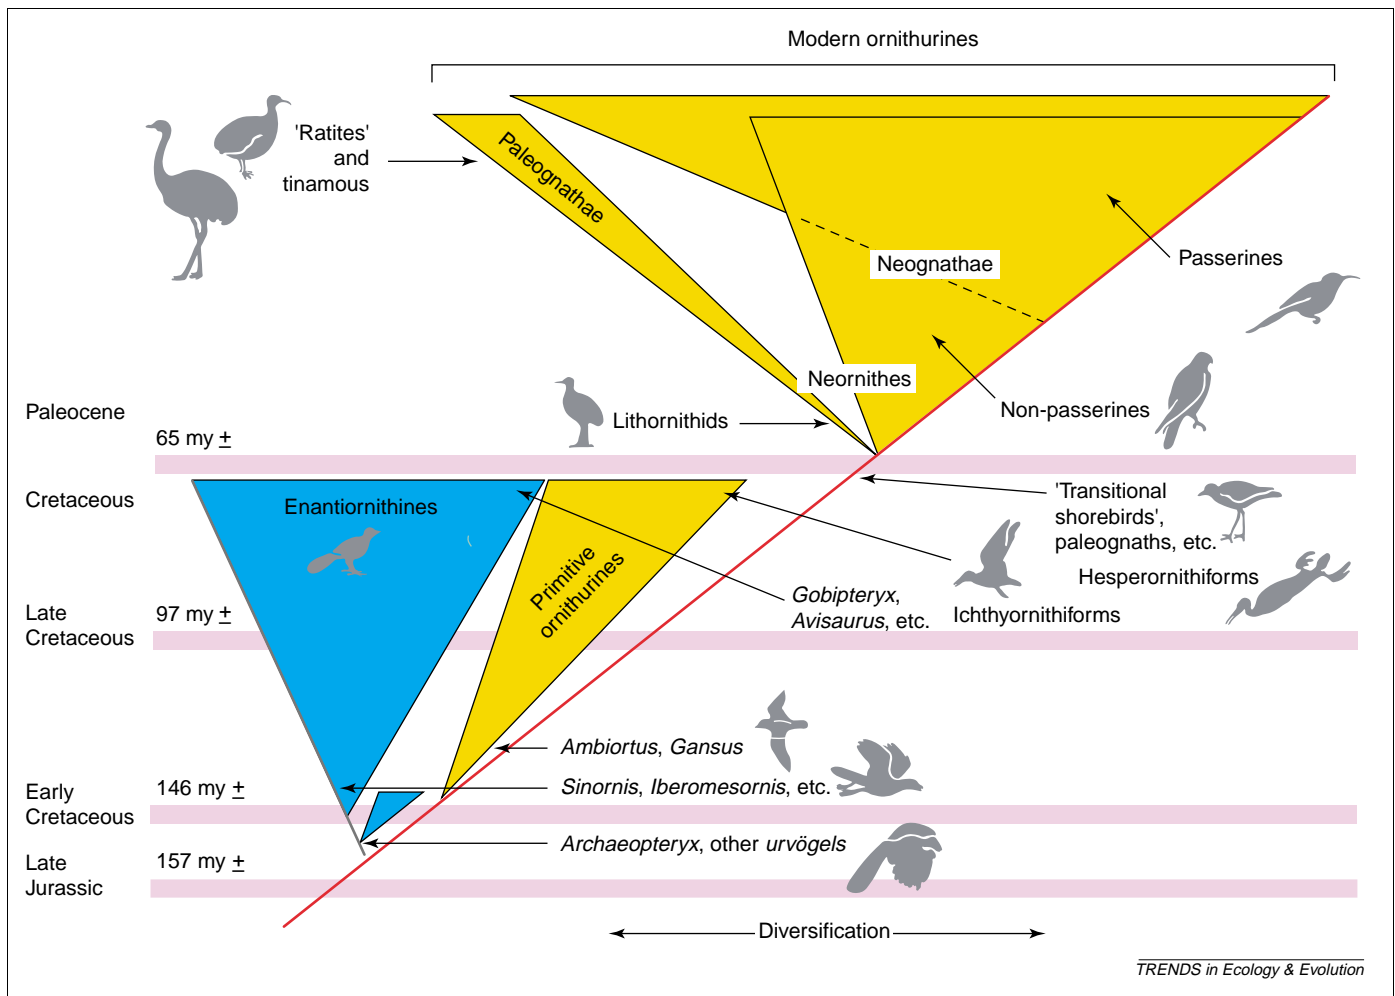 Modern ornithurines
'Ratites'
and
tinamous
Paleognathae
Neognathae
Passerines
Neornithes
Non-passerines
Lithornithids
Paleocene
65 my ±
Cretaceous
Enantiornithines
Primitive
ornithurines
'Transitional
shorebirds',
paleognaths, etc.
Hesperornithiforms
Gobipteryx,
Avisaurus, etc.
Ichthyornithiforms
Late
Cretaceous
97 my ±
Ambiortus, Gansus
Sinornis, Iberomesornis, etc.
Early
Cretaceous
146 my ±
Archaeopteryx, other urvögels
Late
Jurassic
157 my ±
Diversification
TRENDS in Ecology & Evolution